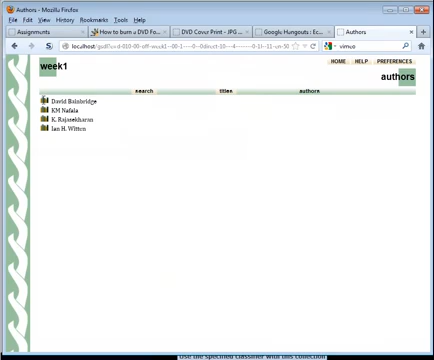 Authors - Mozilla Firefox
File Edit View History Bookmarks Tools Help
Assignments
How to burn a DVD Fo...
DVD Cover Print - JPG ...
Google Hangouts : Ec...
Authors
vimuo
HOME HELP PREFERENCES
week1
authors
search titles authors
David Bainbridge
KM Nafala
K. Rajasekharan
Ian H. Witten
Use the specified classifier with this collection